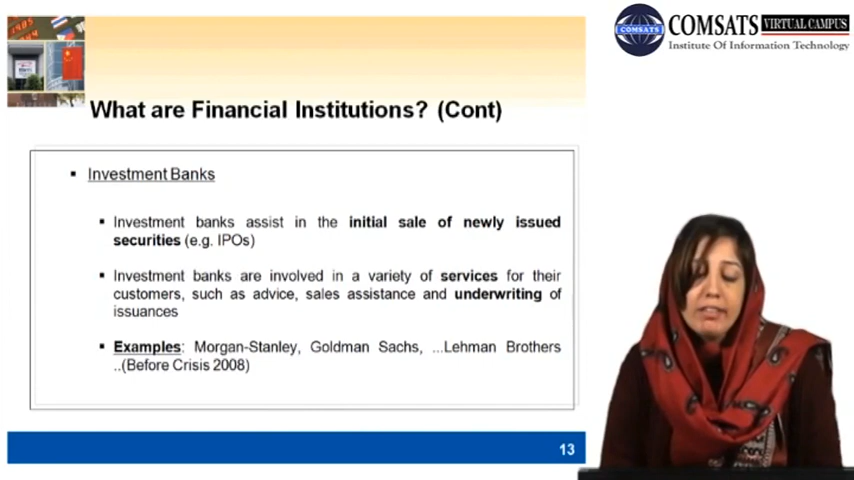 COMSATS VIRTUAL CAMPUS
COMSATS
Institute Of Information Technology
What are Financial Institutions? (Cont)
Investment Banks
Investment banks assist in the initial sale of newly issued
securities (e.g. IPOs)
Investment banks are involved in a variety of services for their
customers, such as advice, sales assistance and underwriting of
issuances
Examples: Morgan-Stanley, Goldman Sachs, ...Lehman Brothers
..(Before Crisis 2008)
13